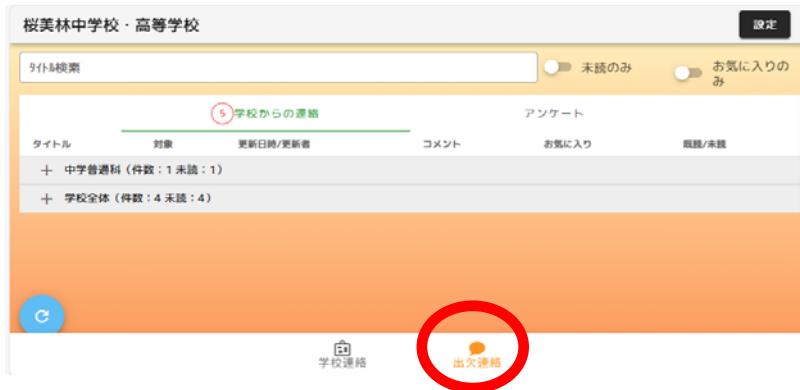 桜美林中学校・高等学校
設定
ﾀｲﾄﾙ検索
未読のみ
お気に入りの
み
5 学校からの連絡
アンケート
タイトル 対象 更新日時/更新者 コメント お気に入り 既読/未読
＋ 中学普通科（件数：1 未読：1）
＋ 学校全体（件数：4 未読：4）
学校連絡
出欠連絡